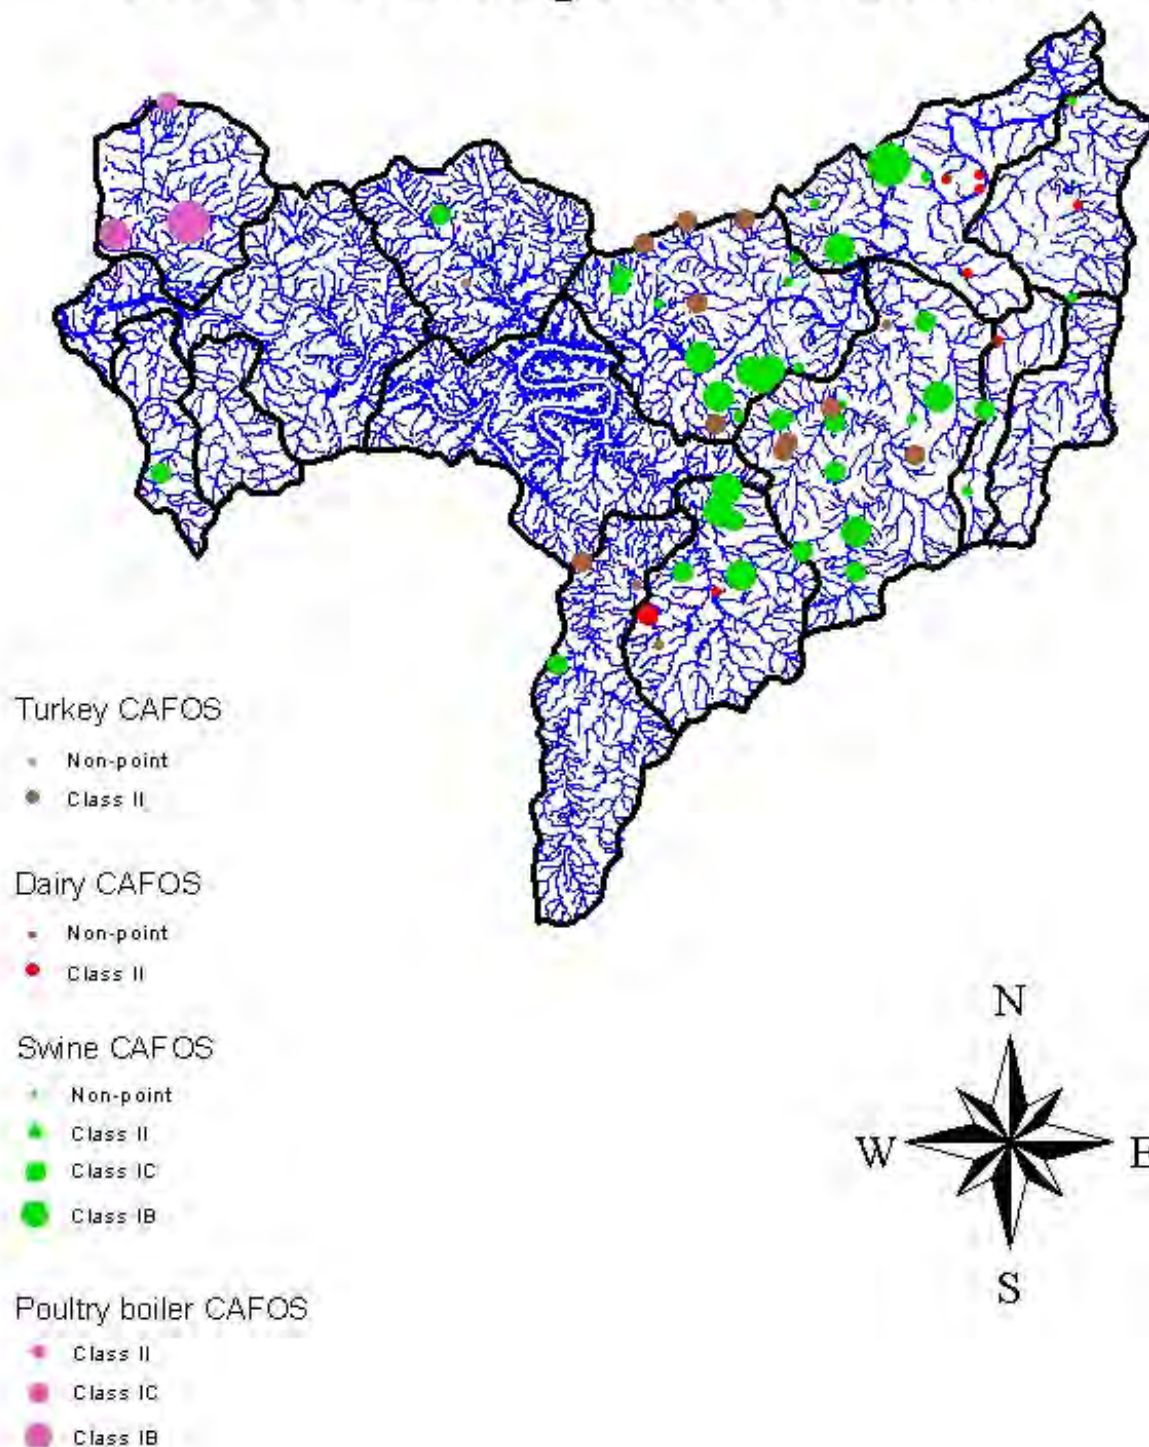 Turkey CAFOS
Non-point
Class II
Dairy CAFOS
Non-point
Class II
Swine CAFOS
Non-point
Class II
Class IC
Class IB
Poultry boiler CAFOS
Class II
Class IC
Class IB
N
W
E
S